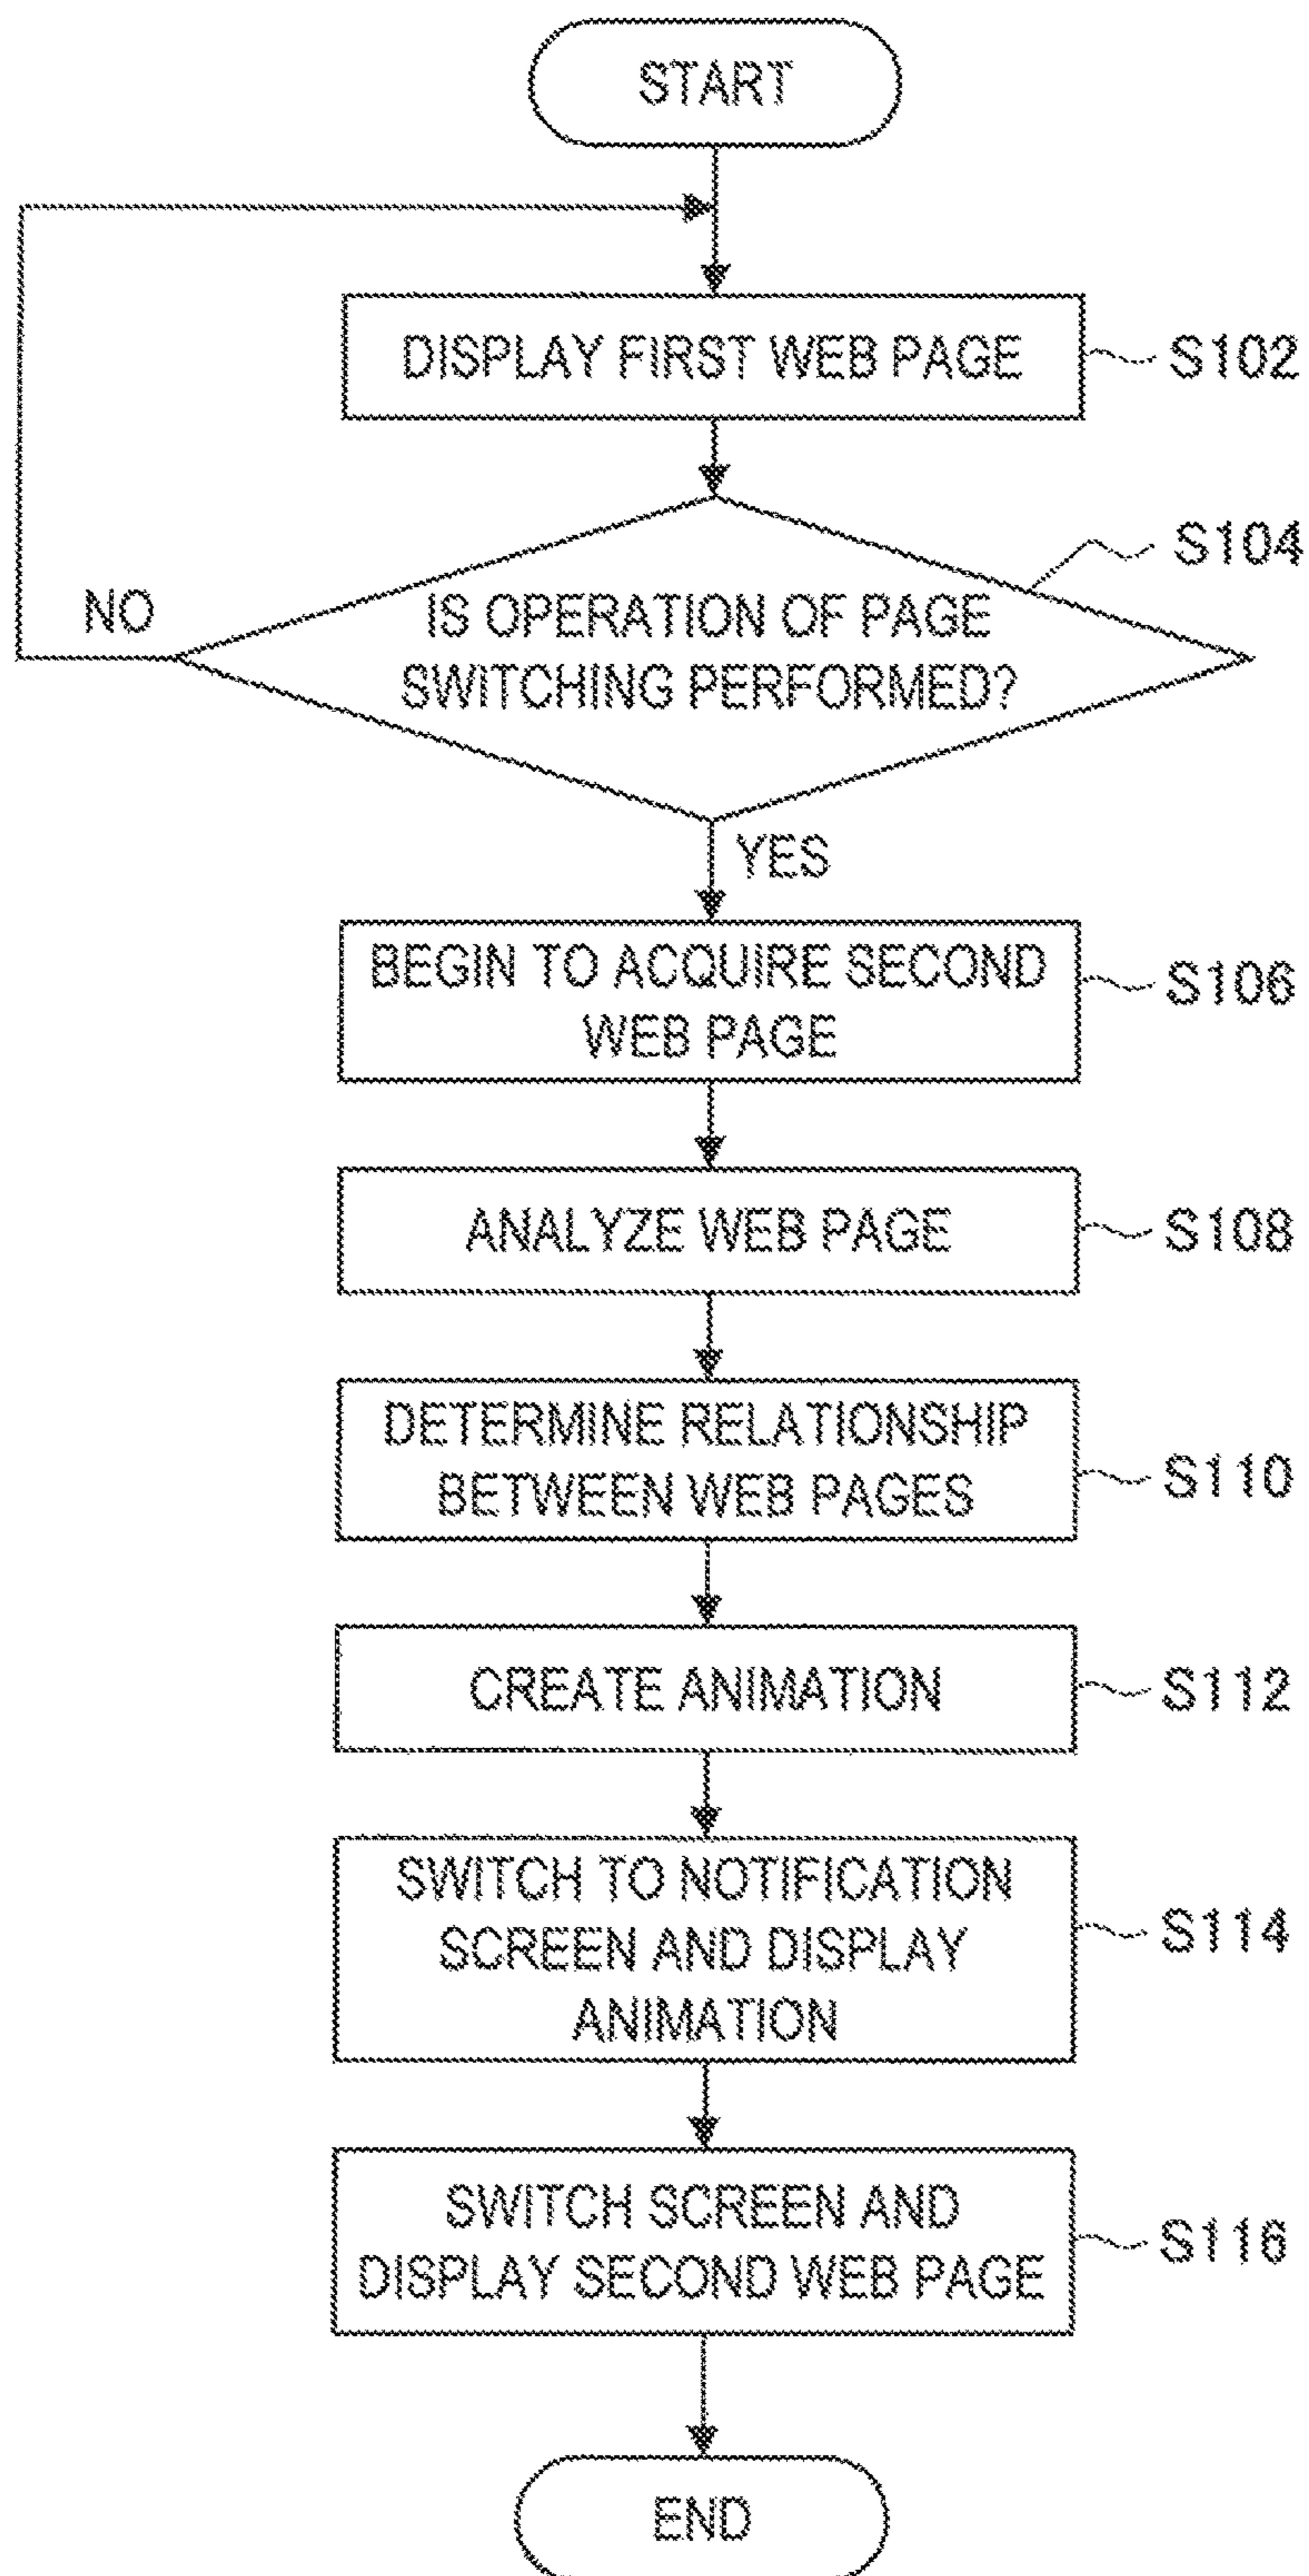 START
DISPLAY FIRST WEB PAGE
S102
S104
IS OPERATION OF PAGE
SWITCHING PERFORMED?
NO
YES
BEGIN TO ACQUIRE SECOND
WEB PAGE
S106
ANALYZE WEB PAGE
S108
DETERMINE RELATIONSHIP
BETWEEN WEB PAGES
S110
CREATE ANIMATION
S112
SWITCH TO NOTIFICATION
SCREEN AND DISPLAY
ANIMATION
S114
SWITCH SCREEN AND
DISPLAY SECOND WEB PAGE
S116
END